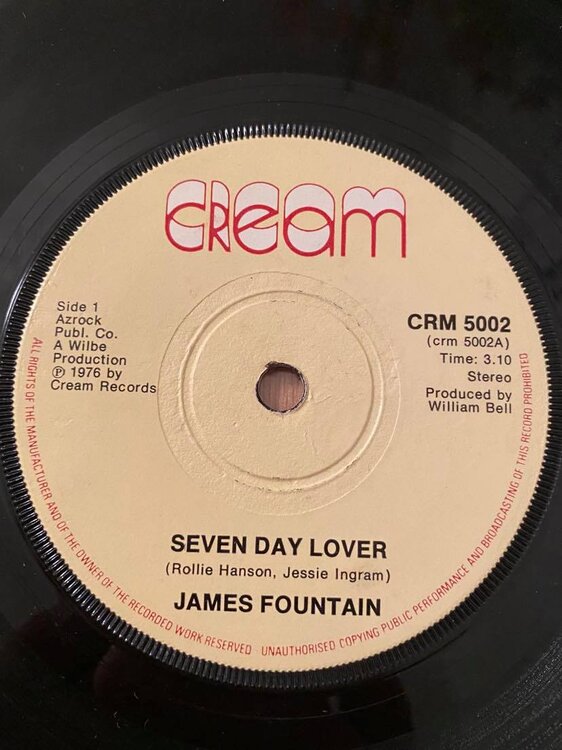 CREAM
Side 1
Azrock
Publ. Co.
A Wilbe
Production
Ⓟ 1976 by
Cream Records
CRM 5002
(crm 5002A)
Time: 3.10
Stereo
Produced by
William Bell
SEVEN DAY LOVER
(Rollie Hanson, Jessie Ingram)
JAMES FOUNTAIN
ALL RIGHTS OF THE MANUFACTURER AND OF THE OWNER OF THE RECORDED WORK RESERVED · UNAUTHORISED COPYING PUBLIC PERFORMANCE AND BROADCASTING OF THIS RECORD PROHIBITED